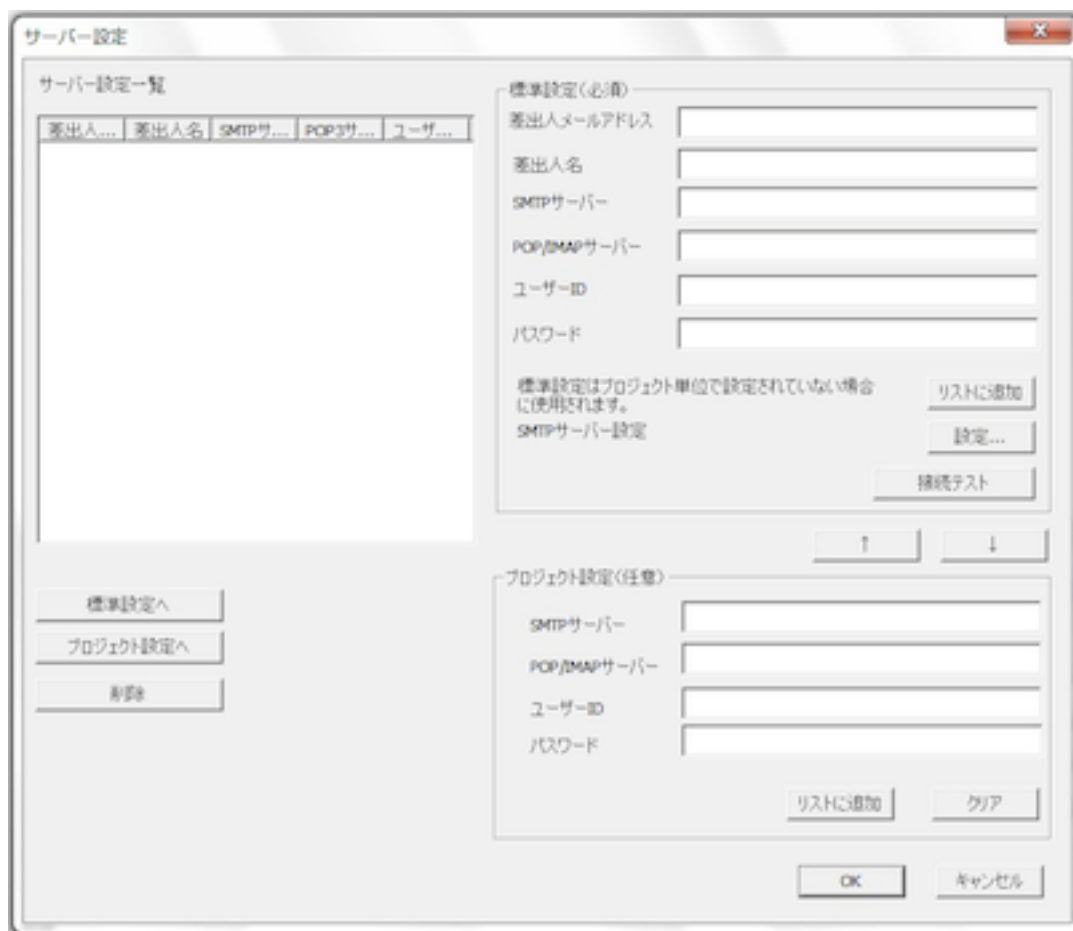 サーバー設定
サーバー設定一覧
差出人... 差出人名 SMTPサ... POP3サ... ユーザ...
標準設定へ
プロジェクト設定へ
削除
標準設定(必須)
差出人メールアドレス
差出人名
SMTPサーバー
POP/IMAPサーバー
ユーザーID
パスワード
標準設定はプロジェクト単位で設定されていない場合
に使用されます。
リストに追加
SMTPサーバー設定
設定...
接続テスト
↑ ↓
プロジェクト設定(任意)
SMTPサーバー
POP/IMAPサーバー
ユーザーID
パスワード
リストに追加 クリア
OK キャンセル